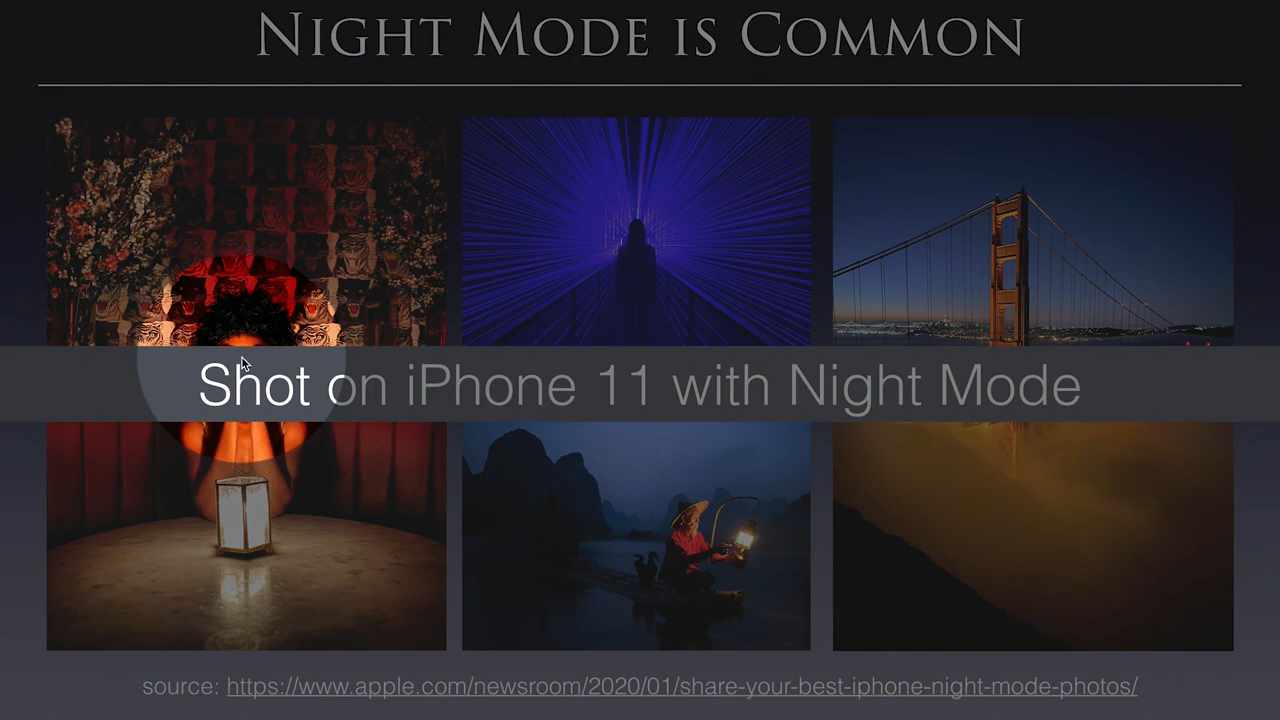 Night Mode is Common
Shot on iPhone 11 with Night Mode
source: https://www.apple.com/newsroom/2020/01/share-your-best-iphone-night-mode-photos/